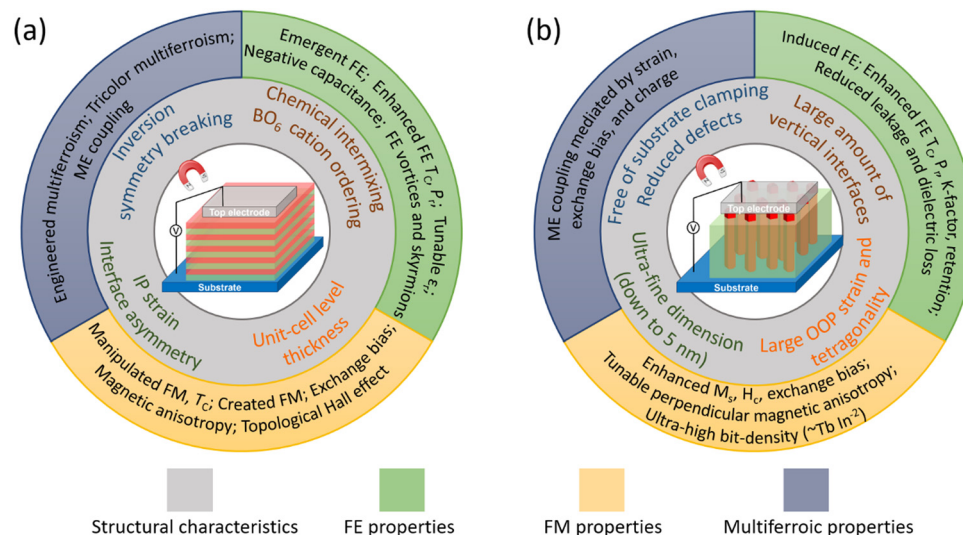 (a)
Engineered multiferroism; Tricolor multiferroism;
ME coupling
Emergent FE; Enhanced FE T_C, P_r; Tunable ε_r;
Negative capacitance; FE vortices and skyrmions
Inversion
symmetry breaking
Chemical intermixing
BO₆ cation ordering
Top electrode
V
Substrate
IP strain
Interface asymmetry
Unit-cell level
thickness
Manipulated FM, T_C; Created FM; Exchange bias;
Magnetic anisotropy; Topological Hall effect
(b)
ME coupling mediated by strain,
exchange bias, and charge
Induced FE; Enhanced FE T_C, P_r, K-factor, retention;
Reduced leakage and dielectric loss
Free of substrate clamping
Reduced defects
Large amount of
vertical interfaces
Top electrode
V
Substrate
Ultra-fine dimension
(down to 5 nm)
Large OOP strain and
tetragonality
Enhanced M_s, H_c, exchange bias;
Tunable perpendicular magnetic anisotropy;
Ultra-high bit-density (~Tb In⁻²)
Structural characteristics
FE properties
FM properties
Multiferroic properties